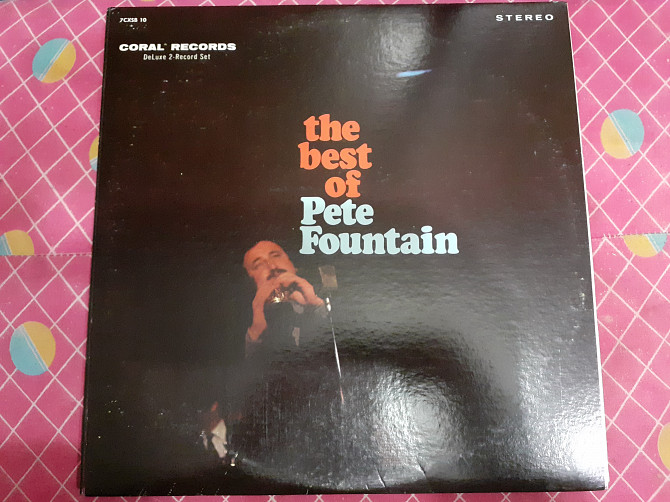 7CXSB 10
STEREO
CORAL® RECORDS
DeLuxe 2-Record Set
the
best
of
Pete
Fountain